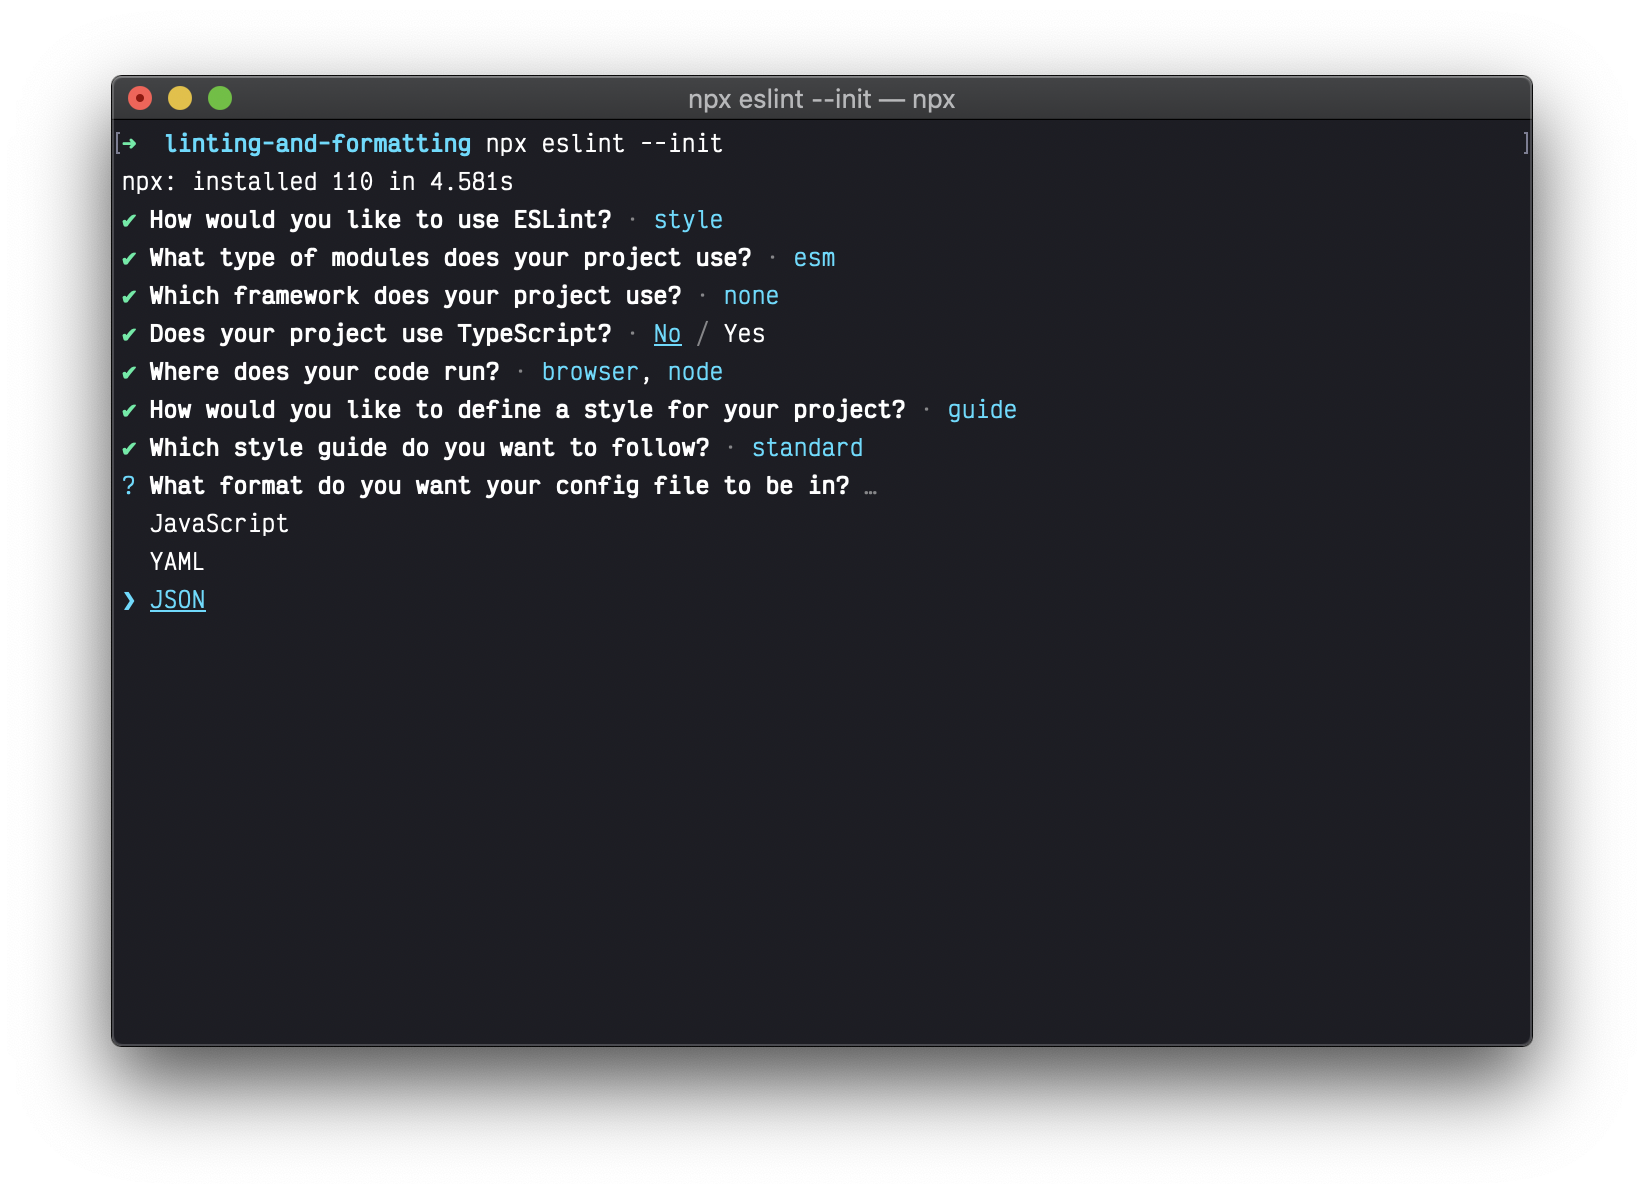 npx eslint --init — npx
[➜  linting-and-formatting npx eslint --init ]
npx: installed 110 in 4.581s
✔ How would you like to use ESLint? · style
✔ What type of modules does your project use? · esm
✔ Which framework does your project use? · none
✔ Does your project use TypeScript? · No / Yes
✔ Where does your code run? · browser, node
✔ How would you like to define a style for your project? · guide
✔ Which style guide do you want to follow? · standard
? What format do you want your config file to be in? …
JavaScript
YAML
❯ JSON